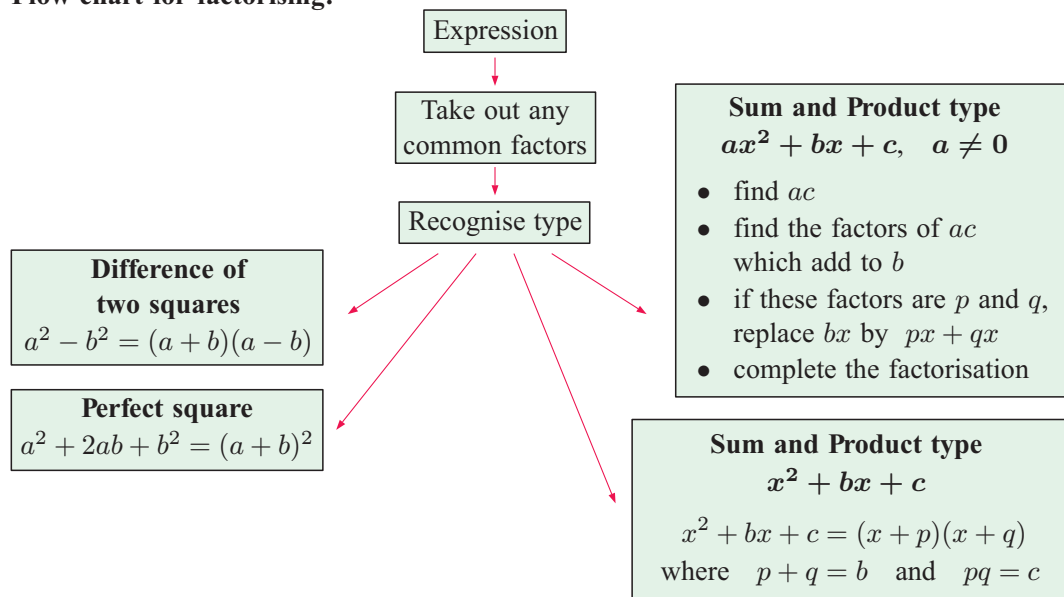 Flow chart for factorising:
Expression
Take out any
common factors
Recognise type
Difference of
two squares
a² − b² = (a + b)(a − b)
Perfect square
a² + 2ab + b² = (a + b)²
Sum and Product type
ax² + bx + c, a ≠ 0
• find ac
• find the factors of ac
which add to b
• if these factors are p and q,
replace bx by px + qx
• complete the factorisation
Sum and Product type
x² + bx + c
x² + bx + c = (x + p)(x + q)
where p + q = b and pq = c